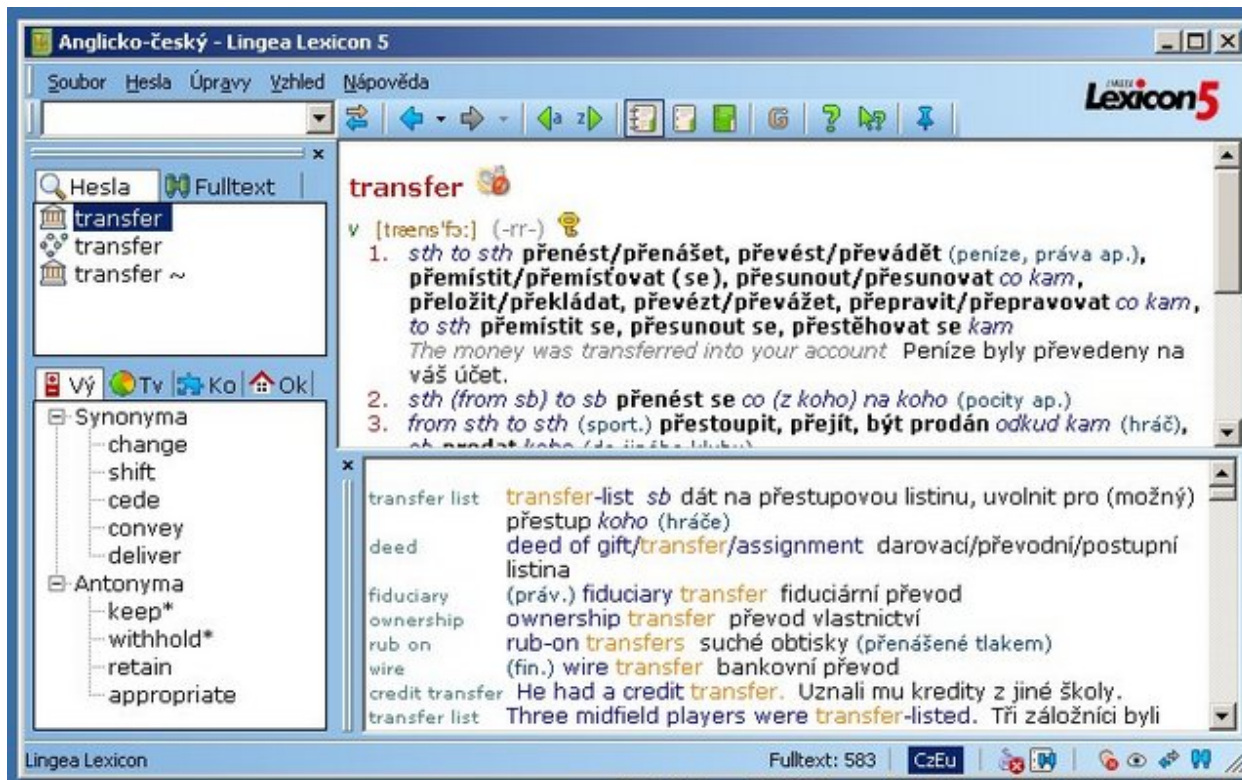 Anglicko-český - Lingea Lexicon 5
Soubor Hesla Úpravy Vzhled Nápověda
Lexicon5
a z G ? ?
Hesla Fulltext
transfer
transfer
transfer ~
Vý Tv Ko Ok
Synonyma
change
shift
cede
convey
deliver
Antonyma
keep*
withhold*
retain
appropriate
transfer
v [træns'fɔ:] (-rr-)
1. sth to sth přenést/přenášet, převést/převádět (peníze, práva ap.),
přemístit/přemísťovat (se), přesunout/přesunovat co kam,
přeložit/překládat, převézt/převážet, přepravit/přepravovat co kam,
to sth přemístit se, přesunout se, přestěhovat se kam
The money was transferred into your account Peníze byly převedeny na
váš účet.
2. sth (from sb) to sb přenést se co (z koho) na koho (pocity ap.)
3. from sth to sth (sport.) přestoupit, přejít, být prodán odkud kam (hráč),
sb prodat koho (do jiného klubu)
transfer list transfer-list sb dát na přestupovou listinu, uvolnit pro (možný)
přestup koho (hráče)
deed deed of gift/transfer/assignment darovací/převodní/postupní
listina
fiduciary (práv.) fiduciary transfer fiduciární převod
ownership ownership transfer převod vlastnictví
rub on rub-on transfers suché obtisky (přenášené tlakem)
wire (fin.) wire transfer bankovní převod
credit transfer He had a credit transfer. Uznali mu kredity z jiné školy.
transfer list Three midfield players were transfer-listed. Tři záložníci byli
Lingea Lexicon Fulltext: 583 CzEu